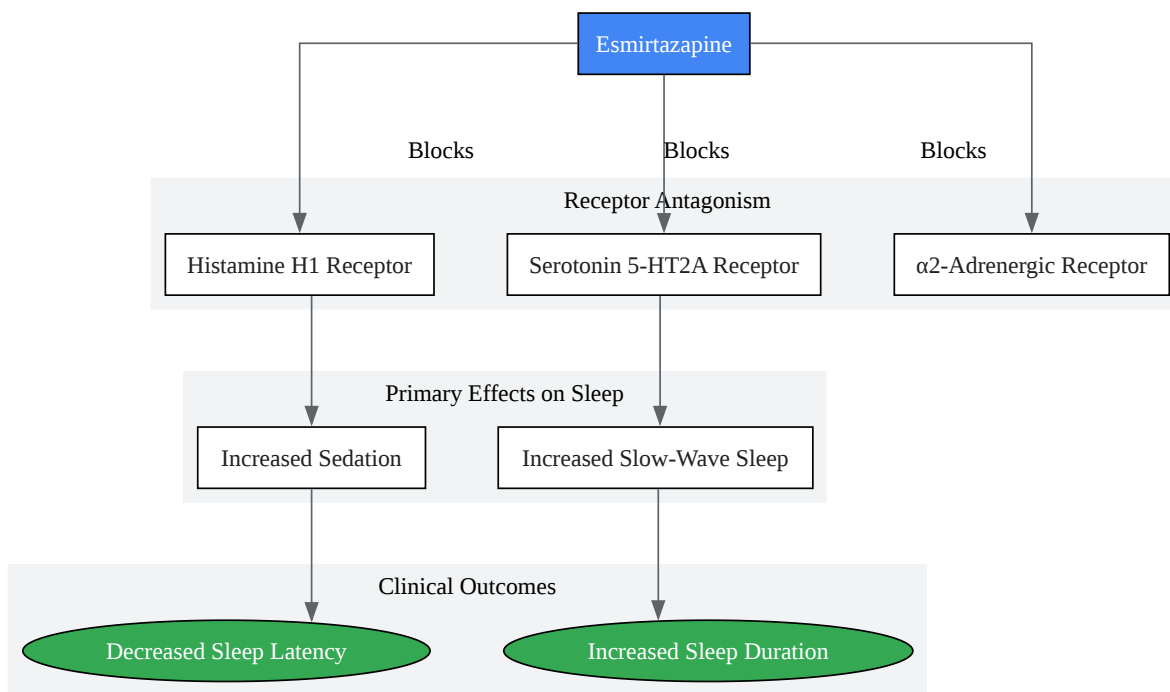 Esmirtazapine
Blocks
Blocks
Blocks
Receptor Antagonism
Histamine H1 Receptor
Serotonin 5-HT2A Receptor
α2-Adrenergic Receptor
Primary Effects on Sleep
Increased Sedation
Increased Slow-Wave Sleep
Clinical Outcomes
Decreased Sleep Latency
Increased Sleep Duration